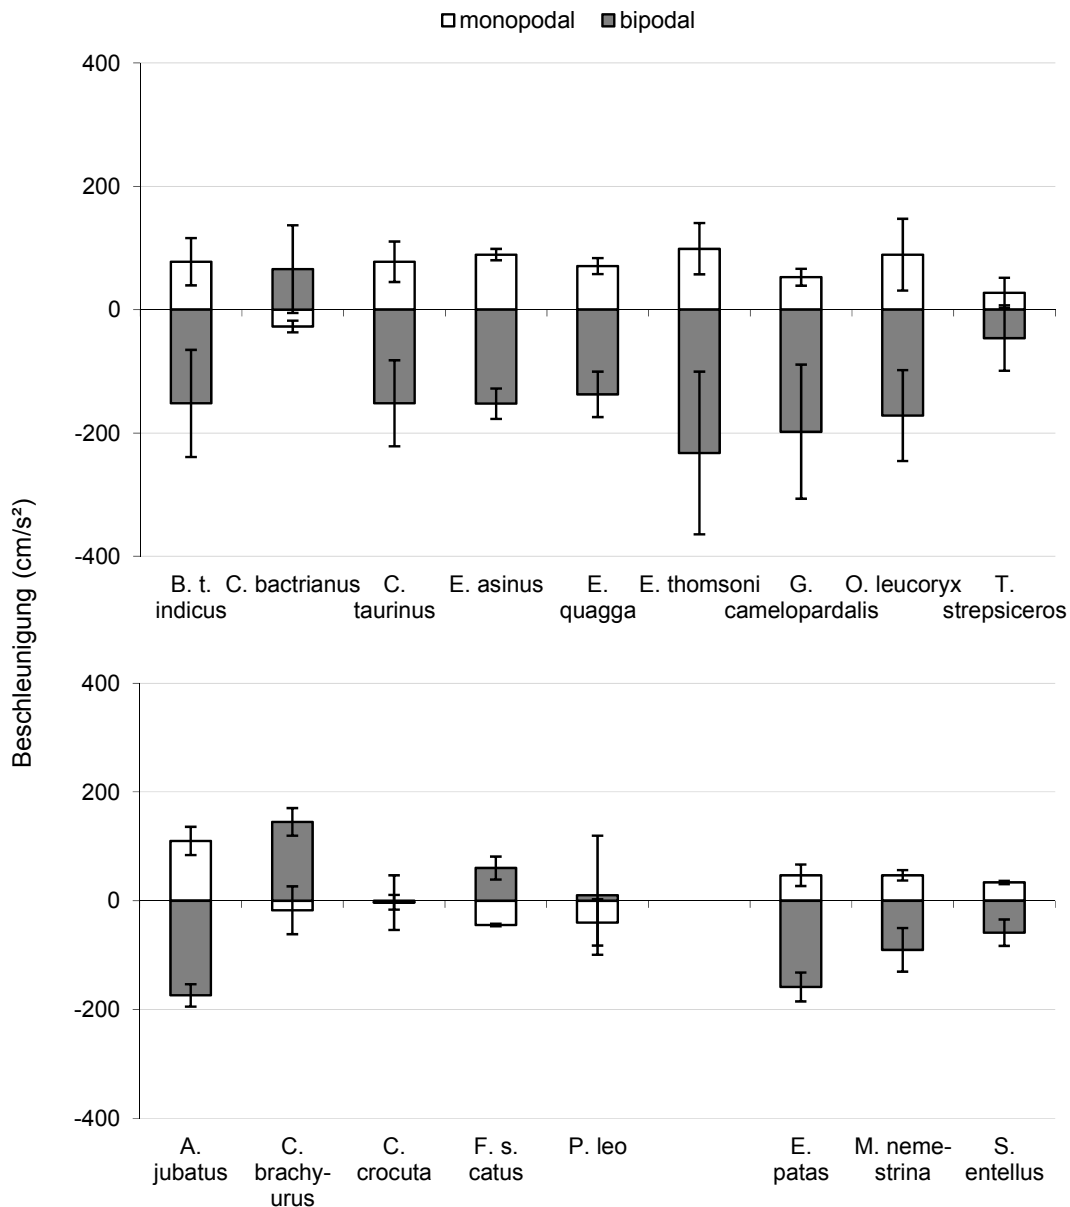 monopodal bipodal
400
200
0
-200
-400
B. t. C. bactrianus C. E. asinus E. E. thomsoni G. O. leucoryx T.
indicus taurinus quagga camelopardalis strepsiceros
Beschleunigung (cm/s²)
400
200
0
-200
-400
A. C. C. F. s. P. leo E. M. neme- S.
jubatus brachy- crocuta catus patas strina entellus
urus